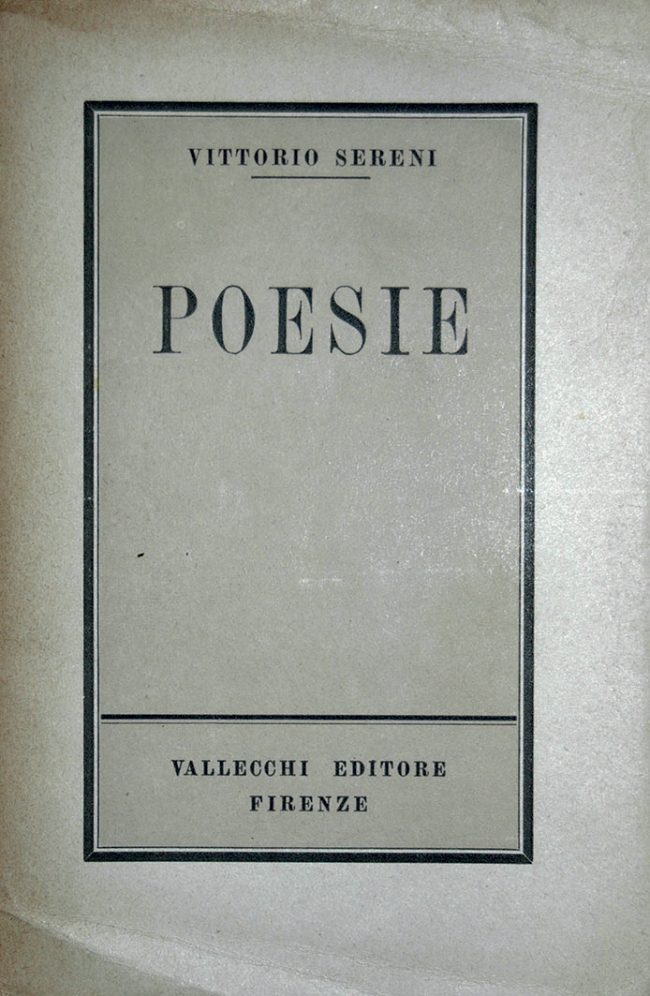 VITTORIO SERENI
POESIE
VALLECCHI EDITORE
FIRENZE